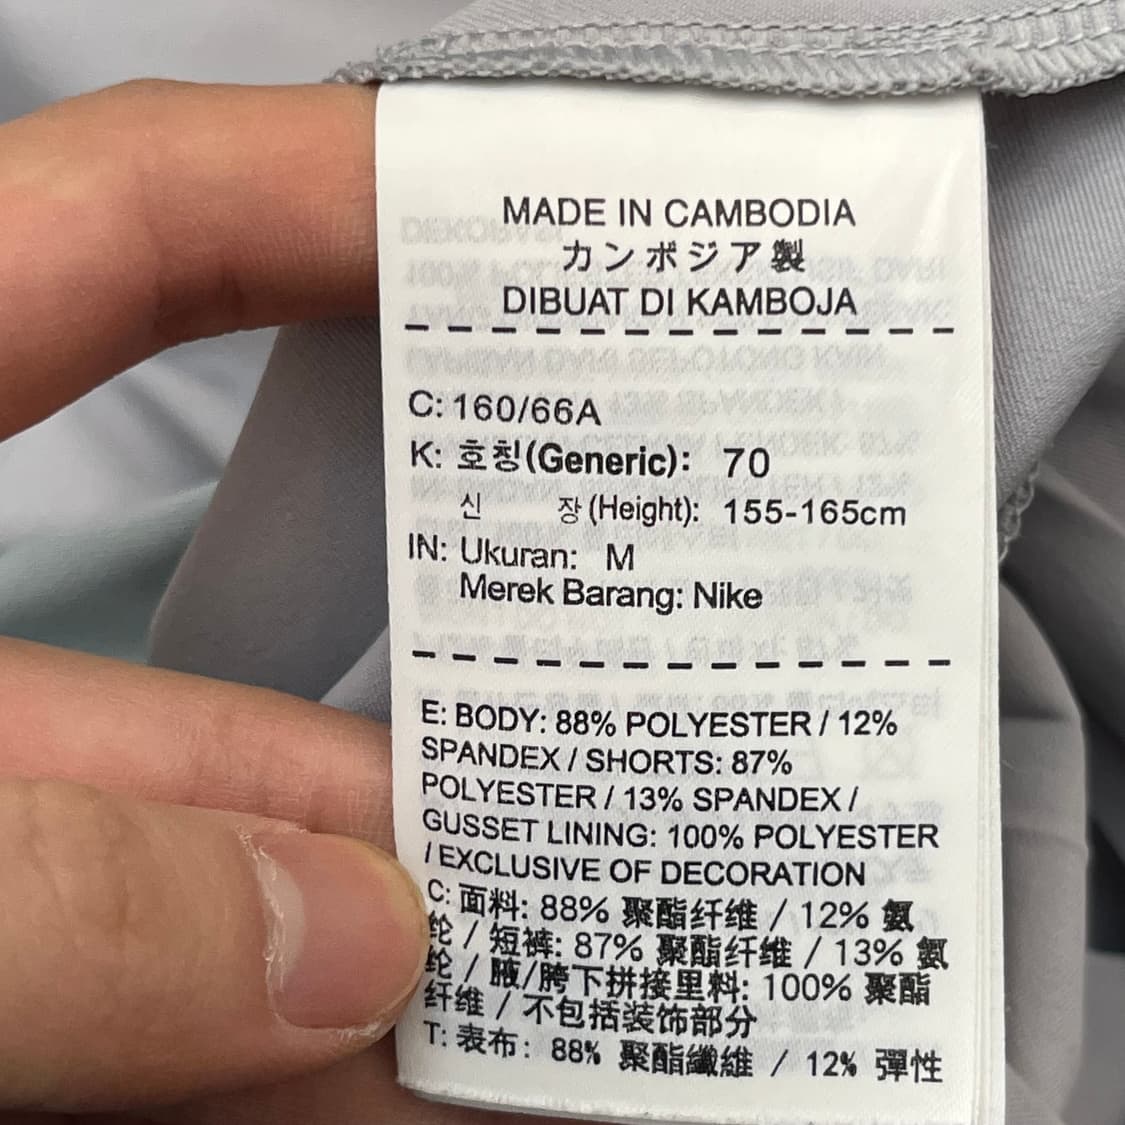 MADE IN CAMBODIA
カンボジア製
DIBUAT DI KAMBOJA
C: 160/66A
K: 호칭(Generic): 70
신 장 (Height): 155-165cm
IN: Ukuran: M
Merek Barang: Nike
E: BODY: 88% POLYESTER / 12%
SPANDEX / SHORTS: 87%
POLYESTER / 13% SPANDEX /
GUSSET LINING: 100% POLYESTER
/ EXCLUSIVE OF DECORATION
C: 面料: 88% 聚酯纤维 / 12% 氨
纶 / 短裤: 87% 聚酯纤维 / 13% 氨
纶 / 腋/胯下拼接里料: 100% 聚酯
纤维 / 不包括装饰部分
T: 表布: 88% 聚酯纖維 / 12% 彈性